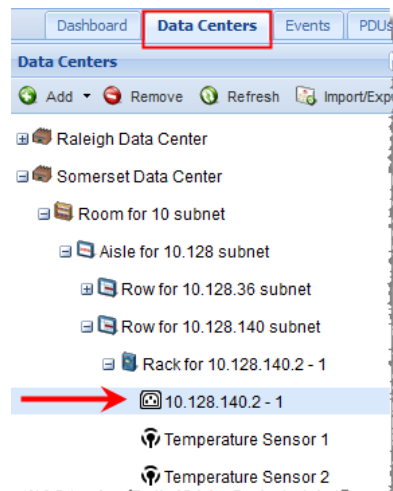 Dashboard Data Centers Events PDUs
Data Centers
Add Remove Refresh Import/Exp
Raleigh Data Center
Somerset Data Center
Room for 10 subnet
Aisle for 10.128 subnet
Row for 10.128.36 subnet
Row for 10.128.140 subnet
Rack for 10.128.140.2 - 1
10.128.140.2 - 1
Temperature Sensor 1
Temperature Sensor 2